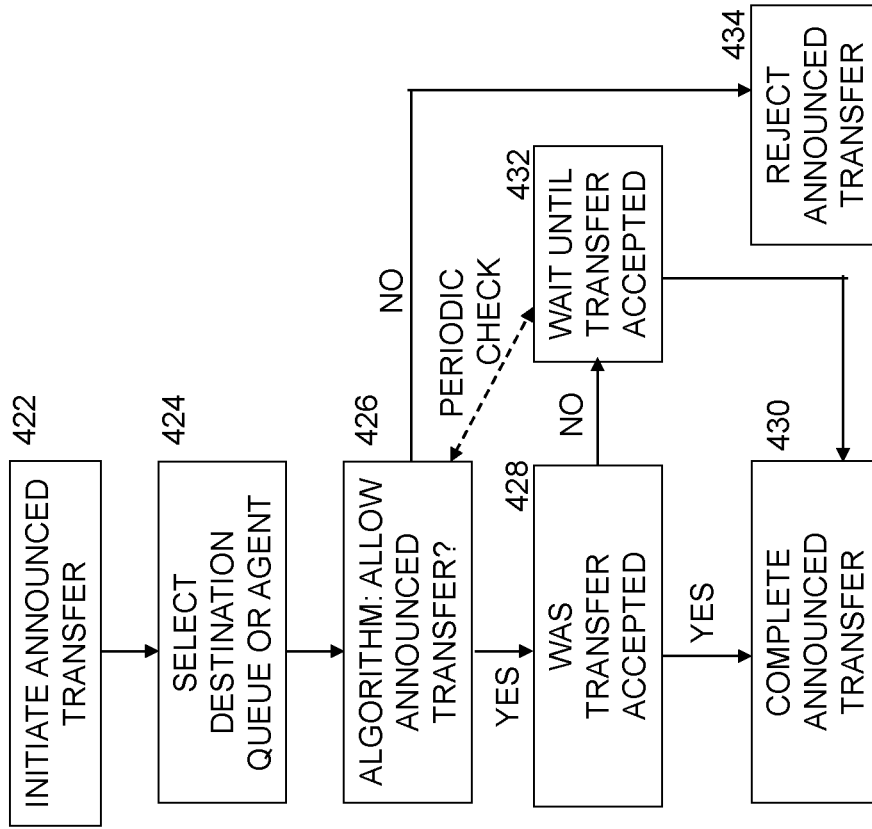 422
INITIATE ANNOUNCED
TRANSFER
424
SELECT
DESTINATION
QUEUE OR AGENT
426
ALGORITHM: ALLOW
ANNOUNCED
TRANSFER?
NO
PERIODIC
CHECK
YES
428
WAS
TRANSFER
ACCEPTED
NO
432
WAIT UNTIL
TRANSFER
ACCEPTED
YES
430
COMPLETE
ANNOUNCED
TRANSFER
434
REJECT
ANNOUNCED
TRANSFER